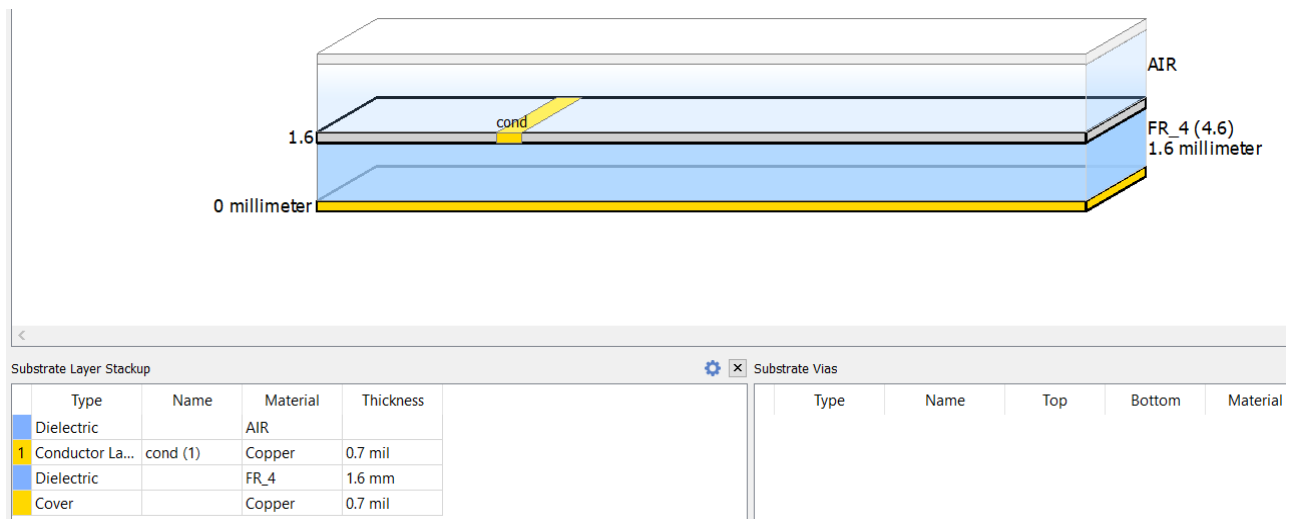 AIR
cond
1.6
FR_4 (4.6)
1.6 millimeter
0 millimeter
Substrate Layer Stackup
Type Name Material Thickness
Dielectric AIR
1 Conductor La... cond (1) Copper 0.7 mil
Dielectric FR_4 1.6 mm
Cover Copper 0.7 mil
Substrate Vias
Type Name Top Bottom Material